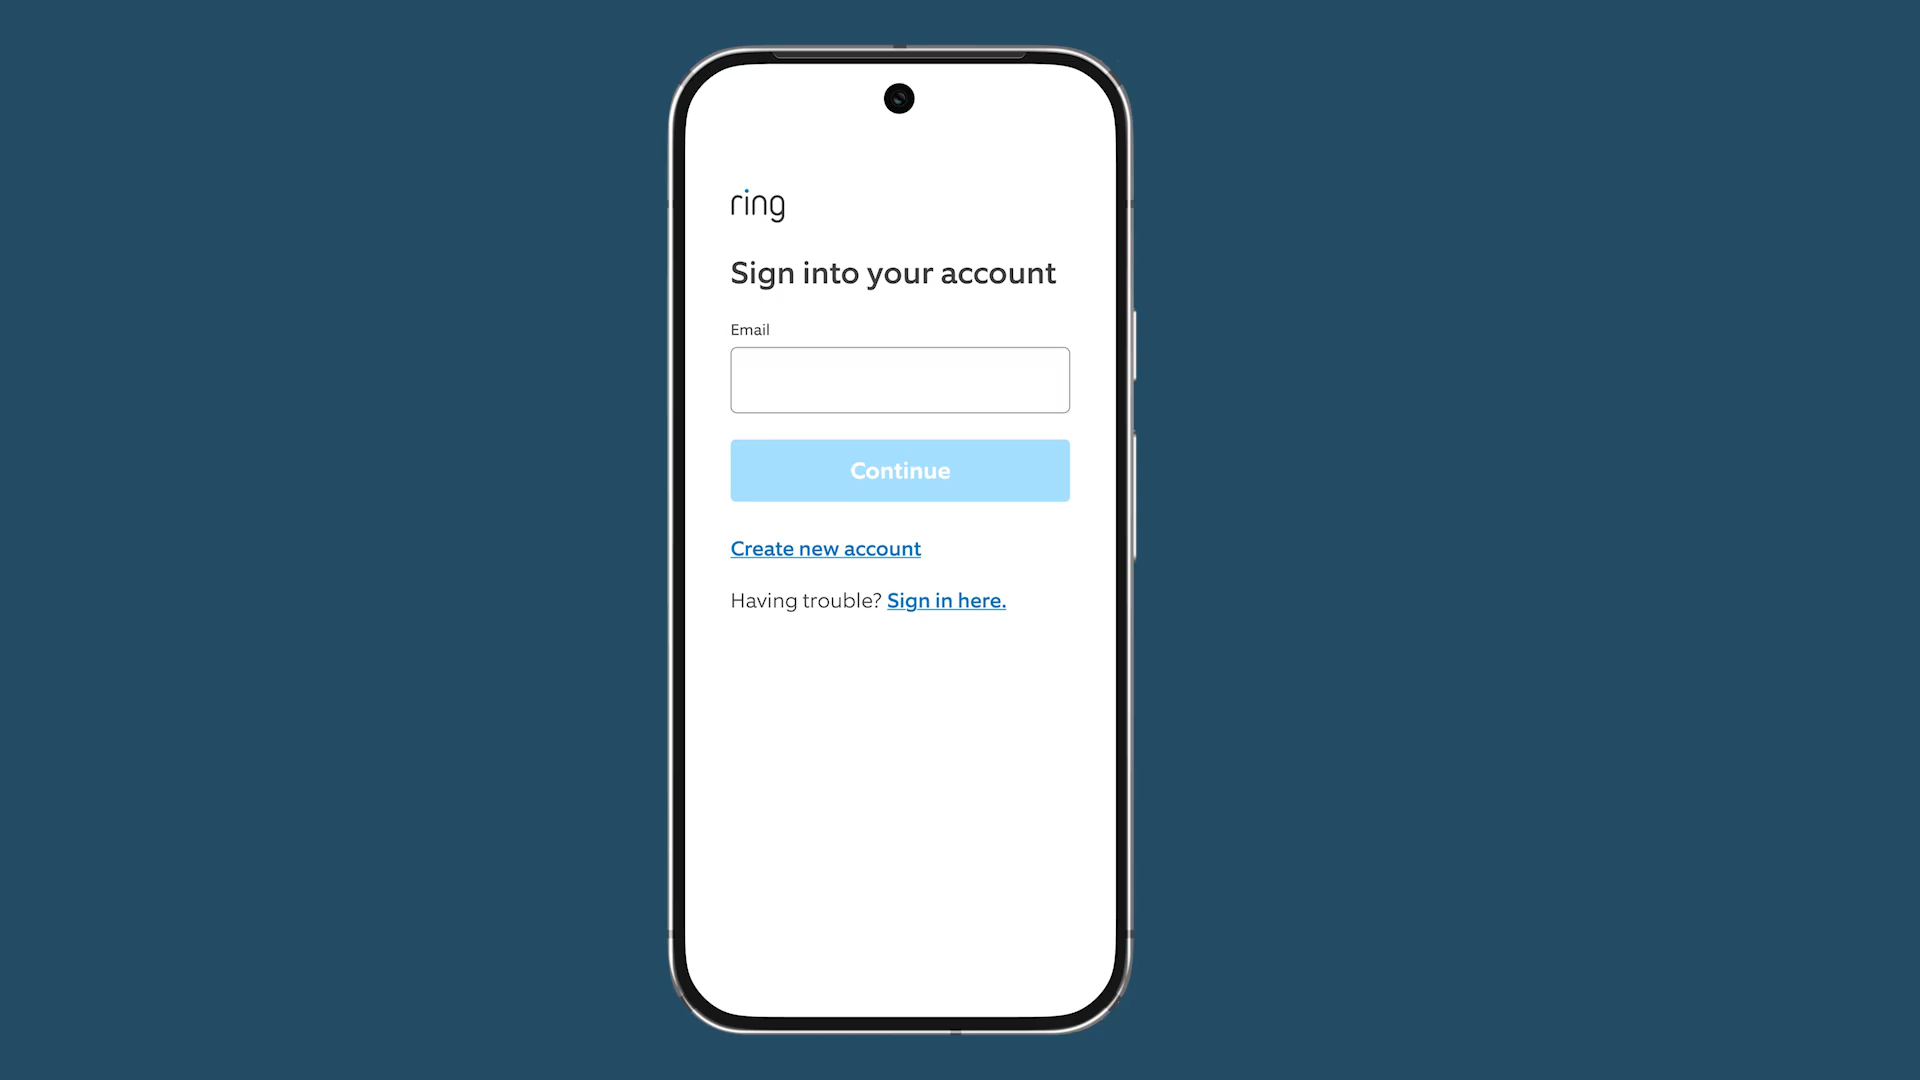 ring
Sign into your account
Email
Continue
Create new account
Having trouble? Sign in here.